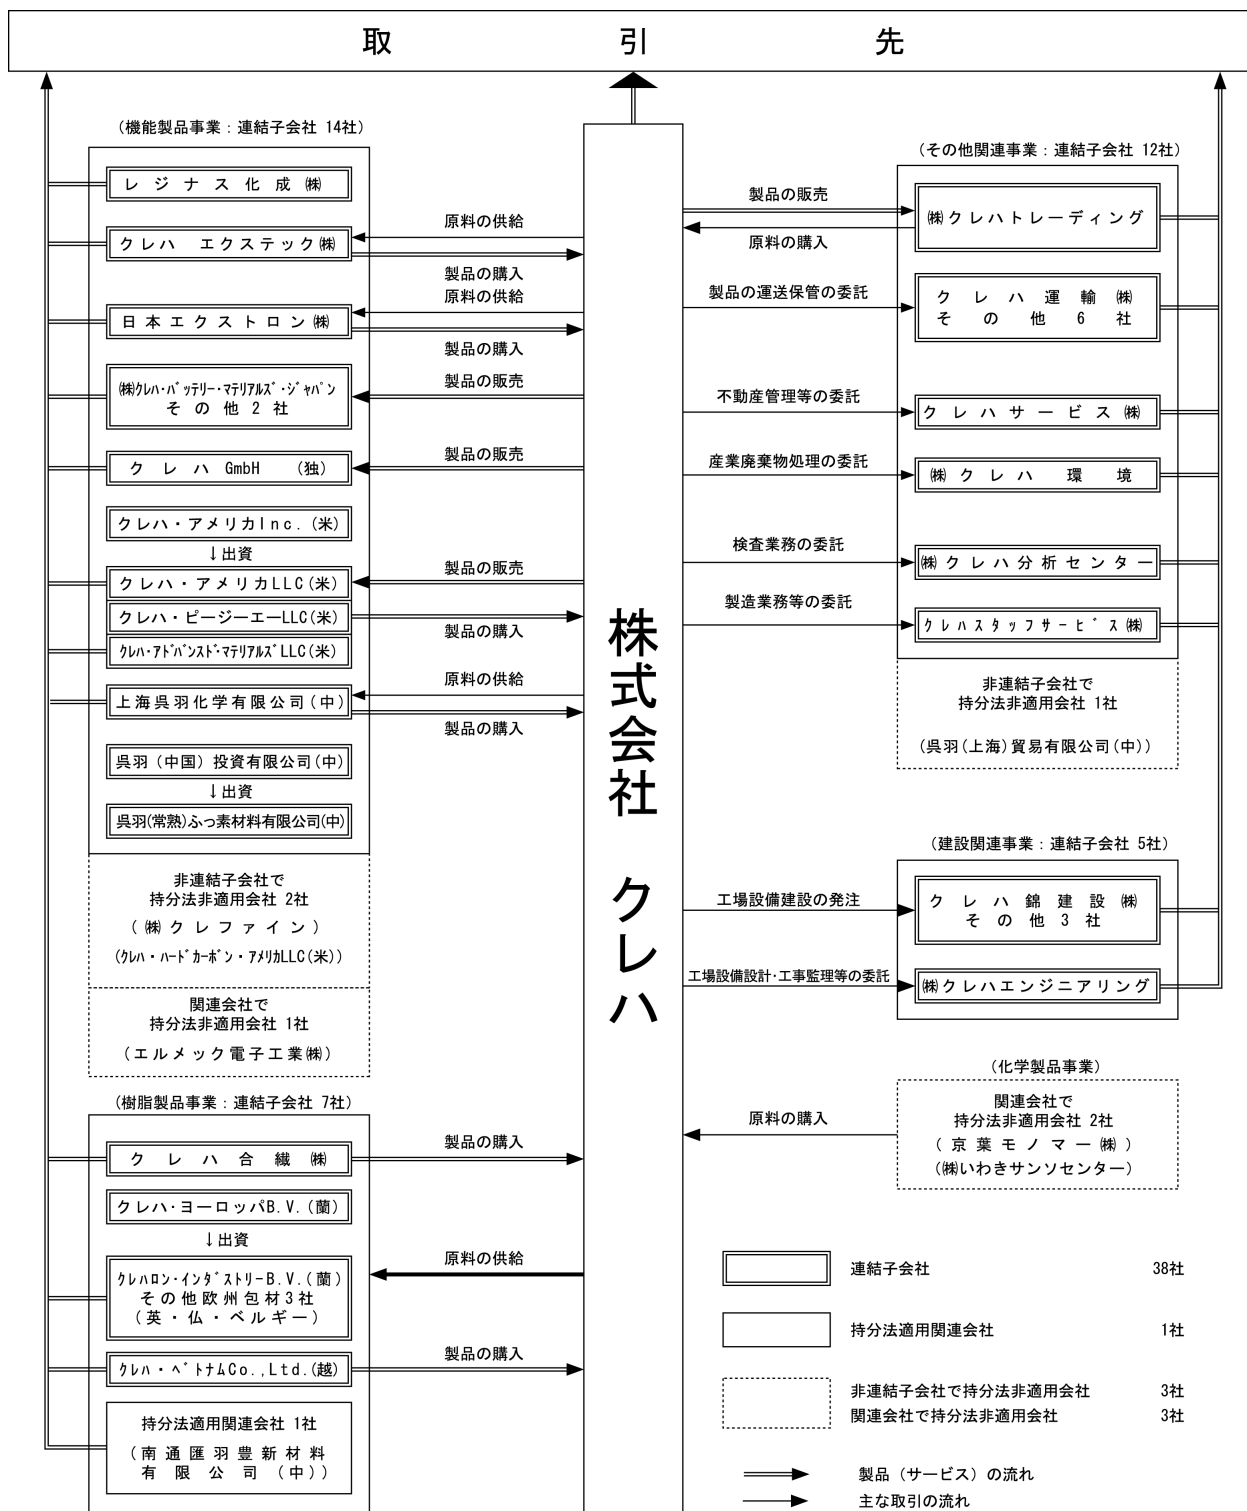 取引先
(機能製品事業:連結子会社 14社)
レジナス化成㈱
クレハ エクステック㈱
原料の供給
製品の購入
日本エクストロン㈱
原料の供給
製品の購入
㈱クレハ・バッテリー・マテリアルズ・ジャパン
その他2社
製品の販売
クレハ GmbH (独)
製品の販売
クレハ・アメリカInc.(米)
↓出資
クレハ・アメリカLLC(米)
製品の販売
クレハ・ピージーエーLLC(米)
製品の購入
クレハ・アドバンスド・マテリアルズLLC(米)
上海呉羽化学有限公司(中)
原料の供給
製品の購入
呉羽(中国)投資有限公司(中)
↓出資
呉羽(常熟)ふっ素材料有限公司(中)
非連結子会社で
持分法非適用会社 2社
(㈱クレファイン)
(クレハ・ハードカーボン・アメリカLLC(米))
関連会社で
持分法非適用会社 1社
(エルメック電子工業㈱)
(樹脂製品事業:連結子会社 7社)
クレハ合繊㈱
製品の購入
クレハ・ヨーロッパB.V.(蘭)
↓出資
クレハロン・インダストリーB.V.(蘭)
その他欧州包材3社
(英・仏・ベルギー)
原料の供給
クレハ・ベトナムCo.,Ltd.(越)
製品の購入
持分法適用関連会社 1社
(南通匯羽豊新材料
有限公司(中))
株式会社 クレハ
(その他関連事業:連結子会社 12社)
製品の販売
㈱クレハトレーディング
原料の購入
製品の運送保管の委託
クレハ運輸㈱
その他6社
不動産管理等の委託
クレハサービス㈱
産業廃棄物処理の委託
㈱クレハ環境
検査業務の委託
㈱クレハ分析センター
製造業務等の委託
クレハスタッフサービス㈱
非連結子会社で
持分法非適用会社 1社
(呉羽(上海)貿易有限公司(中))
(建設関連事業:連結子会社 5社)
工場設備建設の発注
クレハ錦建設㈱
その他3社
工場設備設計・工事監理等の委託
㈱クレハエンジニアリング
(化学製品事業)
関連会社で
持分法非適用会社 2社
(京葉モノマー㈱)
(㈱いわきサンソセンター)
原料の購入
連結子会社 38社
持分法適用関連会社 1社
非連結子会社で持分法非適用会社 3社
関連会社で持分法非適用会社 3社
製品(サービス)の流れ
主な取引の流れ